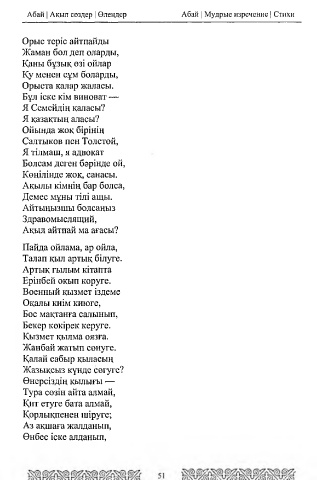 Абай | Ақыл сөздер | Өлеңдер
Абай | Мудрые изречение | Стихи
Орыс теріс айтпайды
Жаман бол деп оларды,
Қаны бұзық өзі ойлар
Қу менен сұм боларды,
Орыста қалар жаласы.
Бұл іске кім виноват —
Я Семейдің қаласы?
Я қазақтың аласы?
Ойында жоқ бірінің
Салтыков пен Толстой,
Я тілмаш, я адвокат
Болсам деген бәрінде ой,
Көңілінде жоқ, санасы.
Ақылы кімнің бар болса,
Демес мұны тілі ащы.
Айтыңызшы болсаңыз
Здравомыслящий,
Ақыл айтпай ма ағасы?
Пайда ойлама, ар ойла,
Талап қыл артық білуге.
Артық ғылым кітапта
Ерінбей оқып көруге.
Военный қызмет іздеме
Оқалы киім киюге,
Бос мақтанға салынып,
Бекер көкірек керуге.
Қызмет қылма оязға.
Жанбай жатып сөнуге.
Қалай сабыр қыласың
Жазықсыз күнде сөгуге?
Өнерсіздің қылығы —
Тура сөзін айта алмай,
Қит етуге бата алмай,
Қорлықпенен шіруге;
Аз ақшаға жалданып,
Өнбес іске алданып,
51